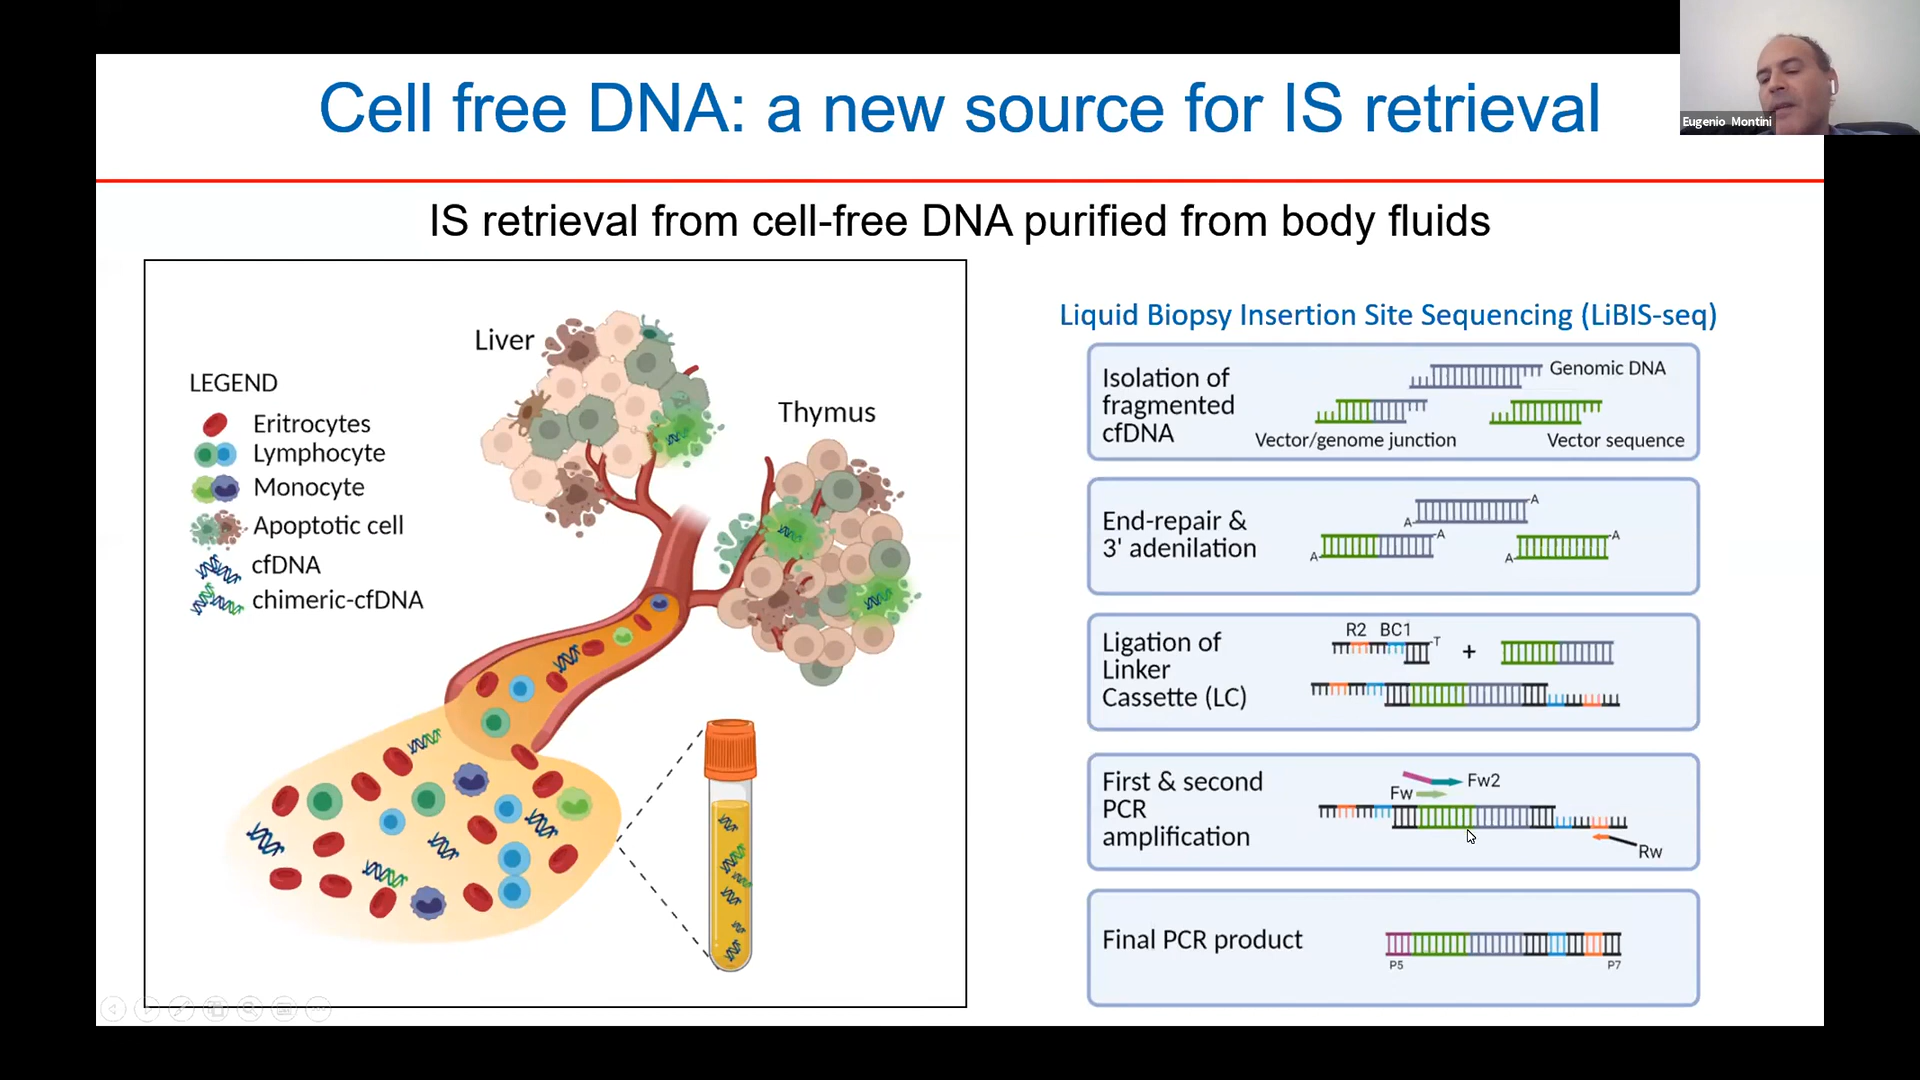 Cell free DNA: a new source for IS retrieval
Eugenio Montini
IS retrieval from cell-free DNA purified from body fluids
LEGEND
Eritrocytes
Lymphocyte
Monocyte
Apoptotic cell
cfDNA
chimeric-cfDNA
Liver
Thymus
Liquid Biopsy Insertion Site Sequencing (LiBIS-seq)
Isolation of
fragmented
cfDNA
Genomic DNA
Vector/genome junction
Vector sequence
End-repair &
3' adenilation
A
A
A
A
A
A
Ligation of
Linker
Cassette (LC)
R2 BC1
T
+
First & second
PCR
amplification
Fw
Fw2
Rw
Final PCR product
P5
P7